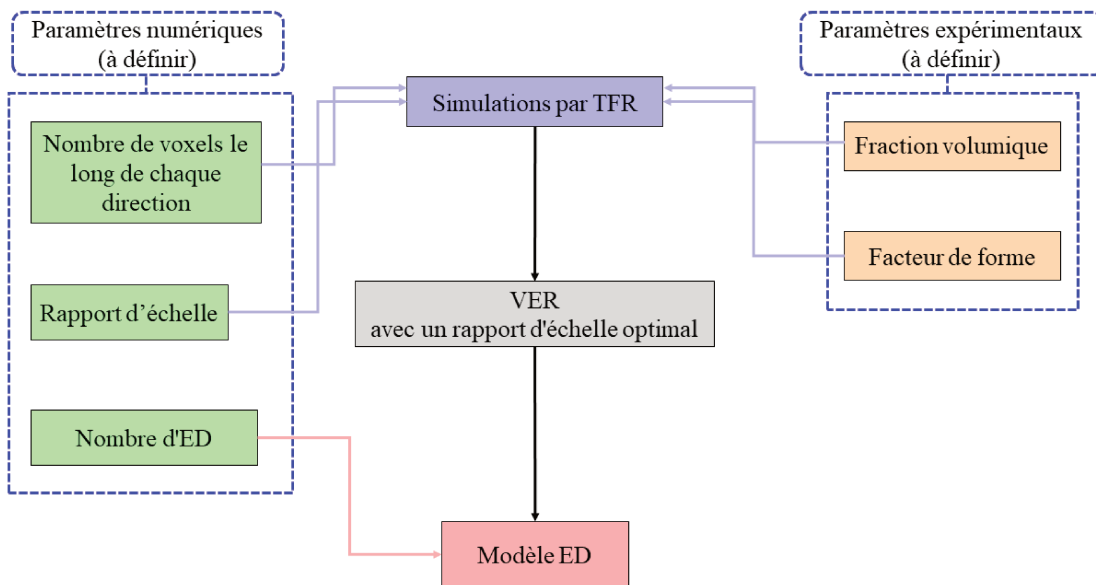 Paramètres numériques
(à définir)
Paramètres expérimentaux
(à définir)
Simulations par TFR
Nombre de voxels le
long de chaque
direction
Fraction volumique
Facteur de forme
Rapport d’échelle
VER
avec un rapport d'échelle optimal
Nombre d'ED
Modèle ED